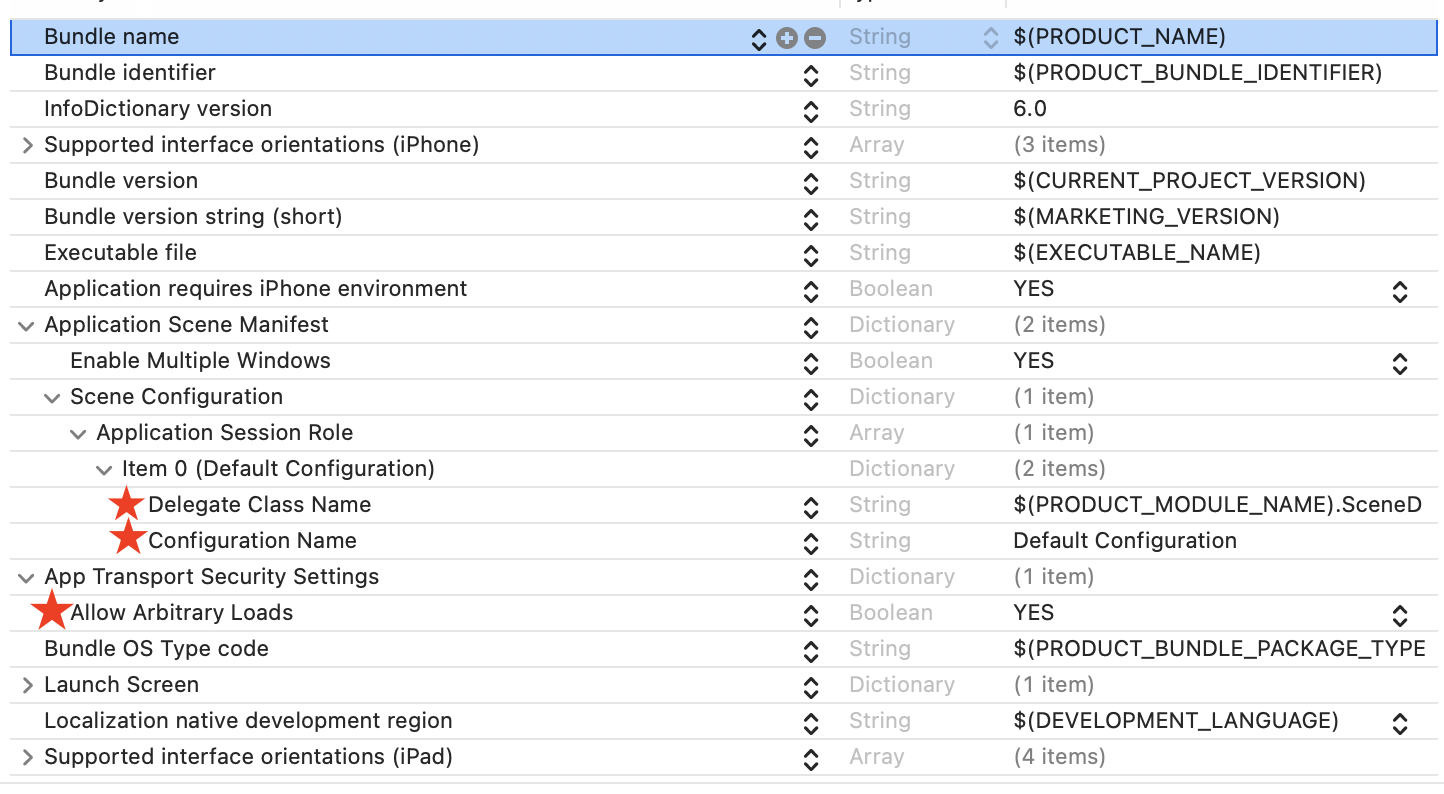 Bundle name String $(PRODUCT_NAME)
Bundle identifier String $(PRODUCT_BUNDLE_IDENTIFIER)
InfoDictionary version String 6.0
Supported interface orientations (iPhone) Array (3 items)
Bundle version String $(CURRENT_PROJECT_VERSION)
Bundle version string (short) String $(MARKETING_VERSION)
Executable file String $(EXECUTABLE_NAME)
Application requires iPhone environment Boolean YES
Application Scene Manifest Dictionary (2 items)
Enable Multiple Windows Boolean YES
Scene Configuration Dictionary (1 item)
Application Session Role Array (1 item)
Item 0 (Default Configuration) Dictionary (2 items)
Delegate Class Name String $(PRODUCT_MODULE_NAME).SceneD
Configuration Name String Default Configuration
App Transport Security Settings Dictionary (1 item)
Allow Arbitrary Loads Boolean YES
Bundle OS Type code String $(PRODUCT_BUNDLE_PACKAGE_TYPE
Launch Screen Dictionary (1 item)
Localization native development region String $(DEVELOPMENT_LANGUAGE)
Supported interface orientations (iPad) Array (4 items)